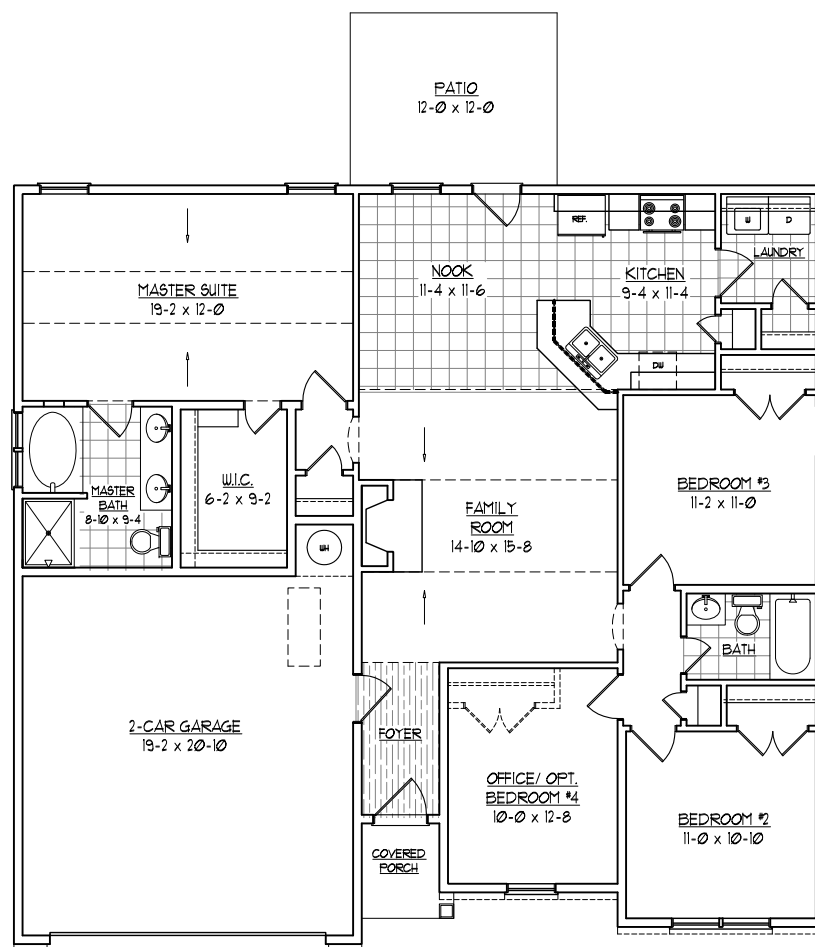 PATIO
12-0 x 12-0
REF.
W
D
LAUNDRY
NOOK
11-4 x 11-6
KITCHEN
9-4 x 11-4
MASTER SUITE
19-2 x 12-0
DW
MASTER
BATH
8-10 x 9-4
W.I.C.
6-2 x 9-2
BEDROOM #3
11-2 x 11-0
FAMILY
ROOM
14-10 x 15-8
WH
BATH
2-CAR GARAGE
19-2 x 20-10
FOYER
OFFICE/ OPT.
BEDROOM #4
10-0 x 12-8
BEDROOM #2
11-0 x 10-10
COVERED
PORCH